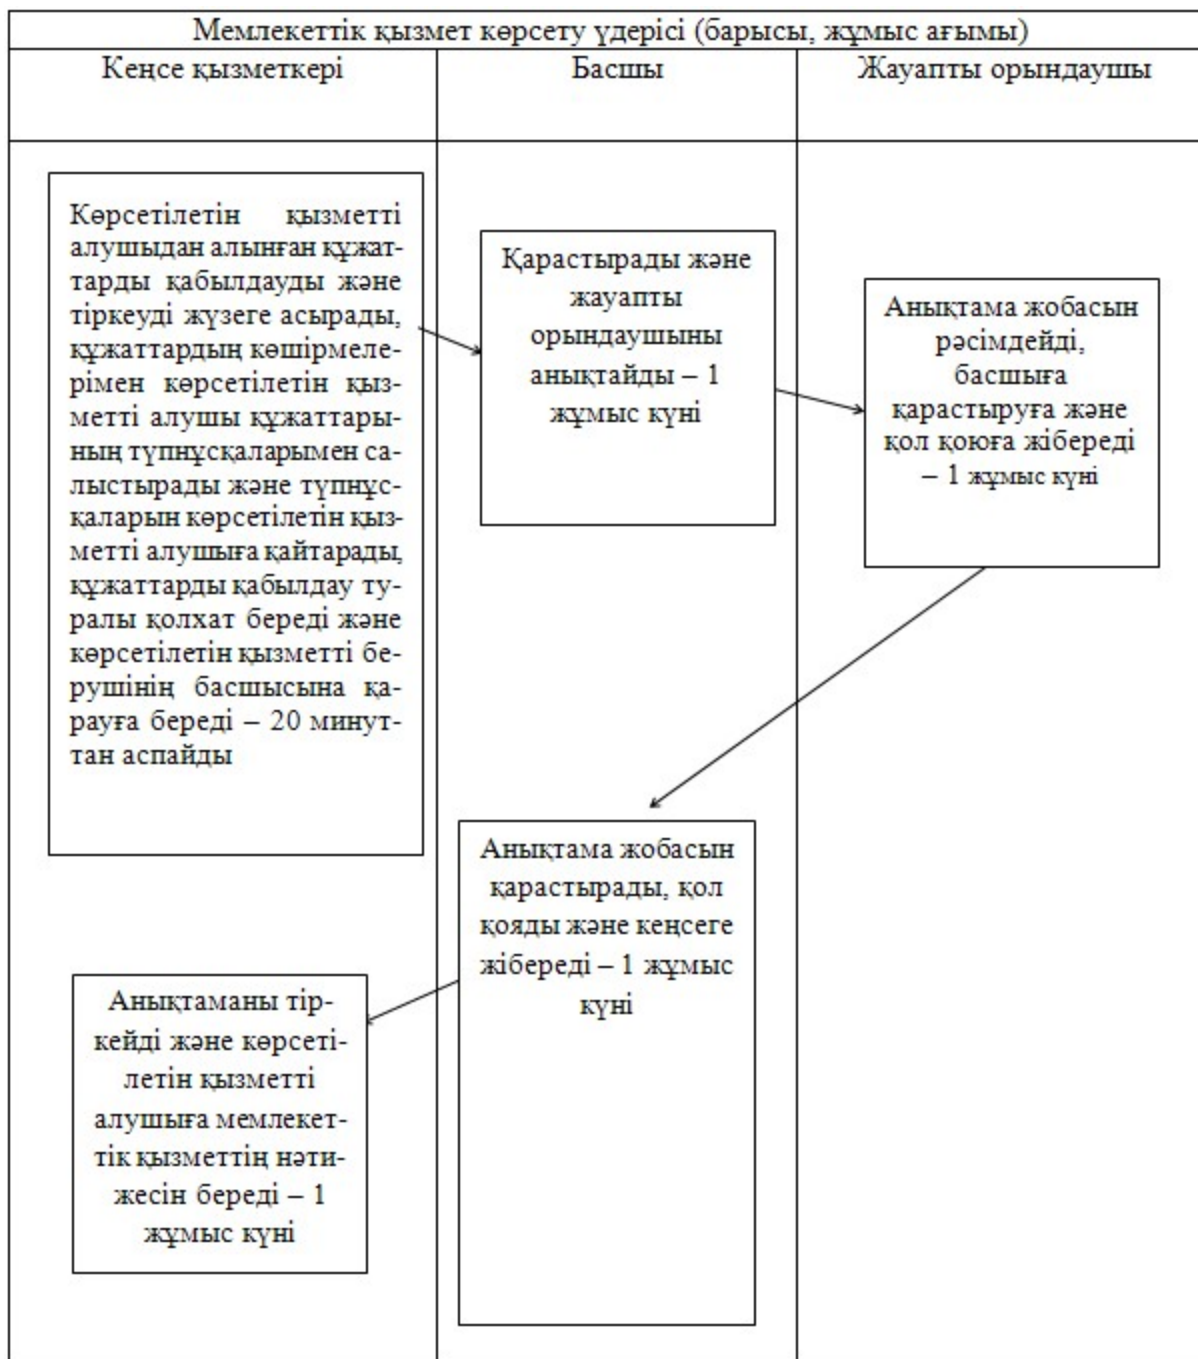 Мемлекеттік қызмет көрсету үдерісі (барысы, жұмыс ағымы)
Кеңсе қызметкері
Басшы
Жауапты орындаушы
Көрсетілетін қызметті
алушыдан алынған құжат-
тарды қабылдауды және
тіркеуді жүзеге асырады,
құжаттардың көшірмеле-
рімен көрсетілетін қыз-
метті алушы құжаттары-
ның түпнұсқаларымен са-
лыстырады және түпнұс-
қаларын көрсетілетін қыз-
метті алушыға қайтарады,
құжаттарды қабылдау ту-
ралы қолхат береді және
көрсетілетін қызметті бе-
рушінің басшысына қа-
рауға береді – 20 минут-
тан аспайды
Қарастырады және
жауапты
орындаушыны
анықтайды – 1
жұмыс күні
Анықтама жобасын
рәсімдейді,
басшыға
қарастыруға және
қол қоюға жібереді
– 1 жұмыс күні
Анықтама жобасын
қарастырады, қол
қояды және кеңсеге
жібереді – 1 жұмыс
күні
Анықтаманы тір-
кейді және көрсеті-
летін қызметті
алушыға мемлекет-
тік қызметтің нәти-
жесін береді – 1
жұмыс күні